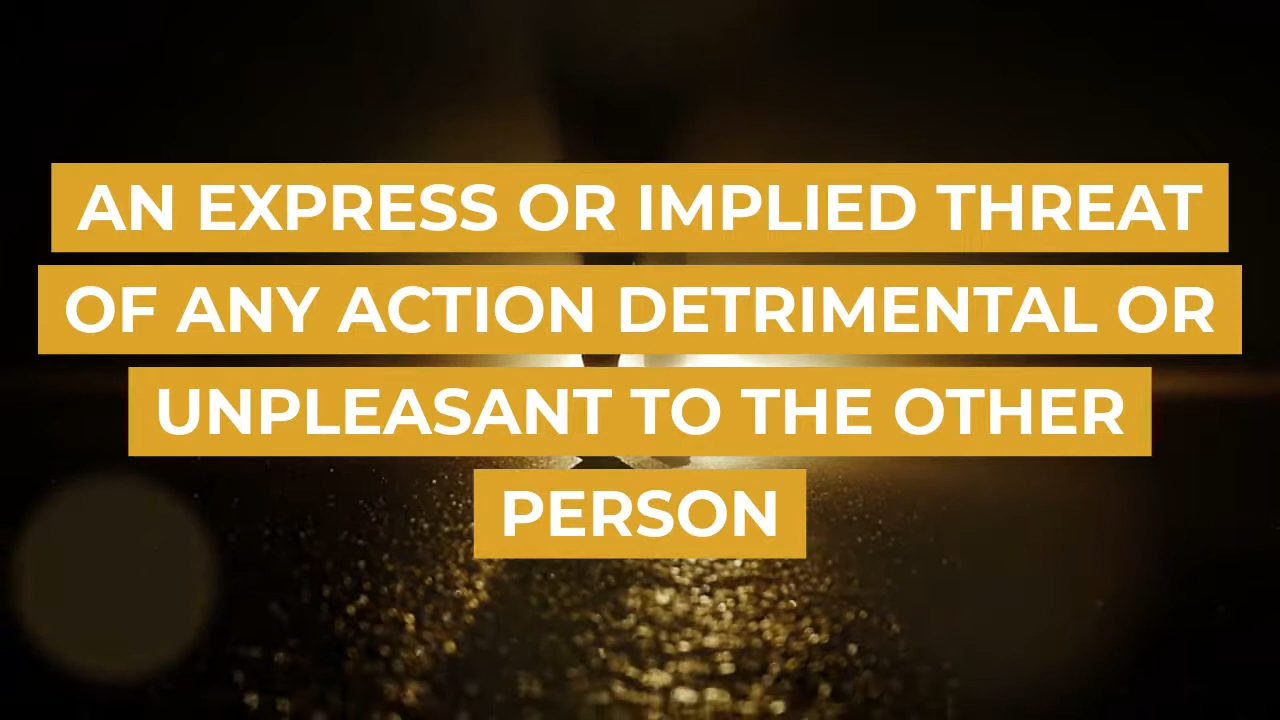 AN EXPRESS OR IMPLIED THREAT
OF ANY ACTION DETRIMENTAL OR
UNPLEASANT TO THE OTHER
PERSON